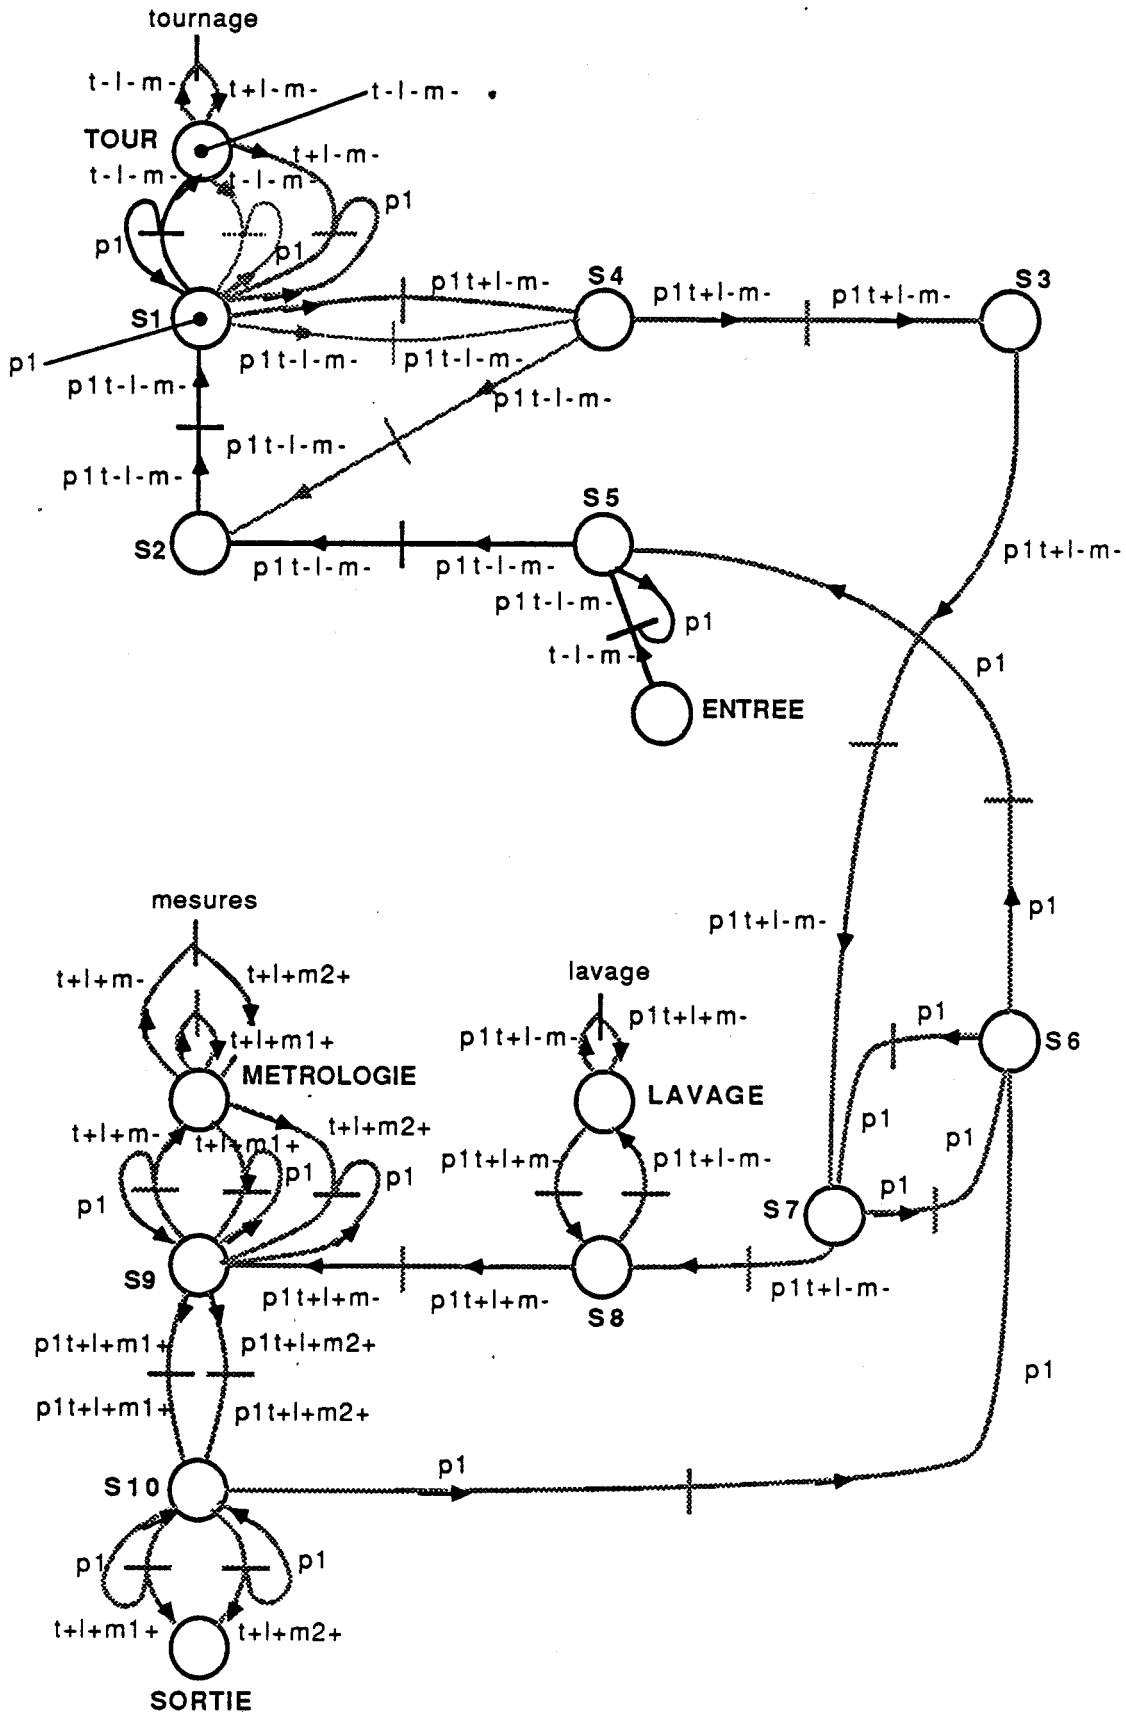 tournage
t-l-m-
t+l-m-
t-l-m-
TOUR
t+l-m-
t-l-m-
t-l-m-
p1
p1
p1
S1
p1
p1t+l-m-
S4
p1t+l-m-
p1t+l-m-
S3
p1t-l-m-
p1t-l-m-
p1t-l-m-
p1t-l-m-
p1t-l-m-
p1t-l-m-
S2
S5
p1t-l-m-
p1t-l-m-
p1t+l-m-
p1t-l-m-
p1
t-l-m-
p1
ENTREE
mesures
p1
p1t+l-m-
t+l+m-
t+l+m2+
lavage
p1t+l-m-
p1t+l+m-
p1
t+l+m1+
S6
METROLOGIE
LAVAGE
t+l+m-
t+l+m1+
t+l+m2+
p1
p1
p1t+l+m-
p1t+l-m-
p1
p1
p1
p1
S7
S9
p1t+l+m-
p1t+l+m-
S8
p1t+l-m-
p1t+l+m1+
p1t+l+m2+
p1
p1t+l+m1+
p1t+l+m2+
S10
p1
p1
p1
t+l+m1+
t+l+m2+
SORTIE